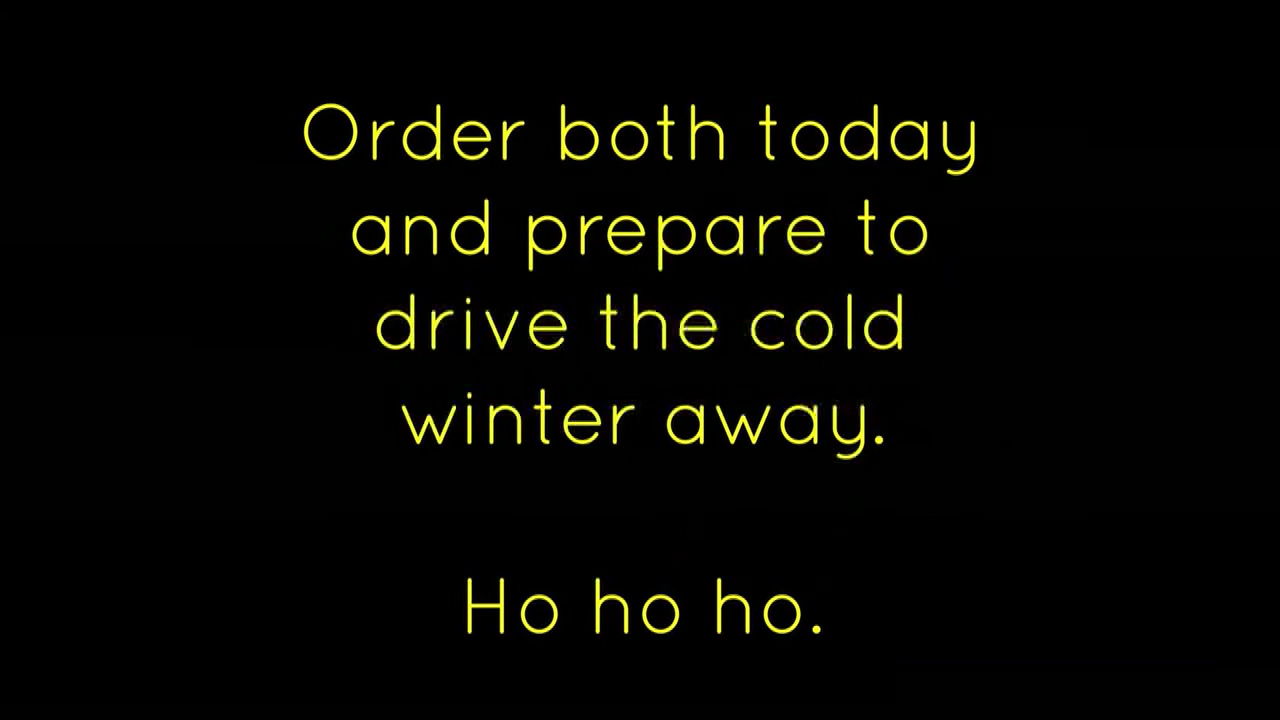 Order both today
and prepare to
drive the cold
winter away.
Ho ho ho.